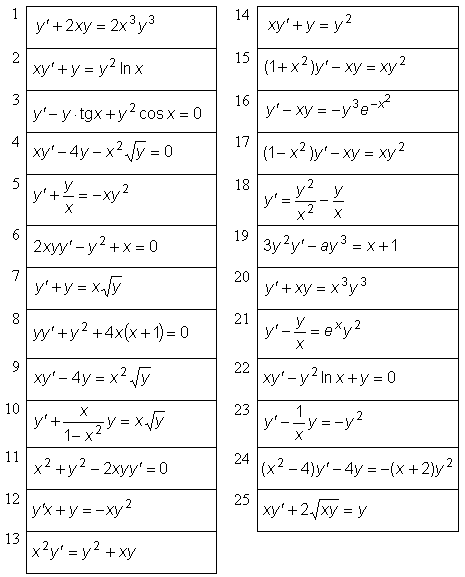 1 y' + 2xy = 2x³y³
2 xy' + y = y² ln x
3 y' − y · tgx + y² cos x = 0
4 xy' − 4y − x²√y = 0
5 y' + y/x = −xy²
6 2xyy' − y² + x = 0
7 y' + y = x√y
8 yy' + y² + 4x(x + 1) = 0
9 xy' − 4y = x²√y
10 y' + x/(1 − x²) y = x√y
11 x² + y² − 2xyy' = 0
12 y'x + y = −xy²
13 x²y' = y² + xy
14 xy' + y = y²
15 (1 + x²)y' − xy = xy²
16 y' − xy = −y³e^(−x²)
17 (1 − x²)y' − xy = xy²
18 y' = y²/x² − y/x
19 3y²y' − ay³ = x + 1
20 y' + xy = x³y³
21 y' − y/x = eˣy²
22 xy' − y² ln x + y = 0
23 y' − 1/x y = −y²
24 (x² − 4)y' − 4y = −(x + 2)y²
25 xy' + 2√(xy) = y